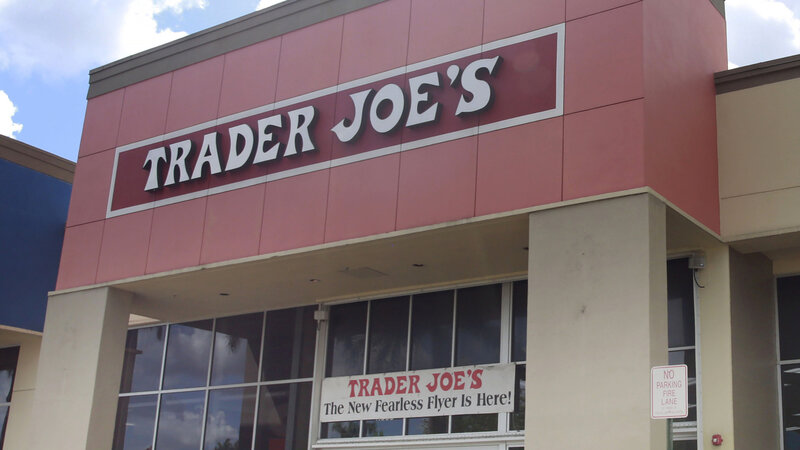 TRADER JOE'S
TRADER JOE'S
The New Fearless Flyer Is Here!
NO
PARKING
FIRE
LANE